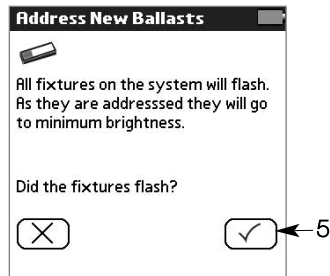 Address New Ballasts
All fixtures on the system will flash.
As they are addresssed they will go
to minimum brightness.
Did the fixtures flash?
5